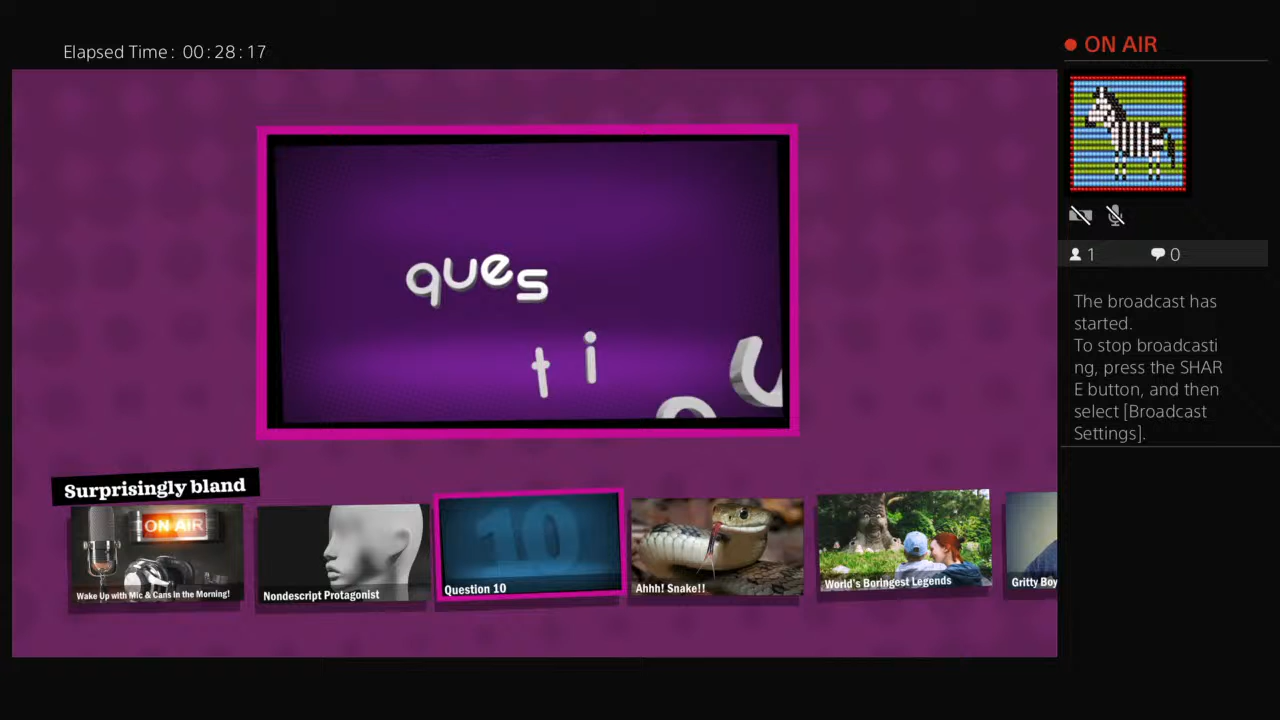 Elapsed Time: 00:28:17
ON AIR
ques
t i o u
1 0
The broadcast has
started.
To stop broadcasti
ng, press the SHAR
E button, and then
select [Broadcast
Settings].
Surprisingly bland
ON AIR
Wake Up with Mic & Cans in the Morning!
Nondescript Protagonist
10
Question 10
Ahhh! Snake!!
World's Boringest Legends
Gritty Boy